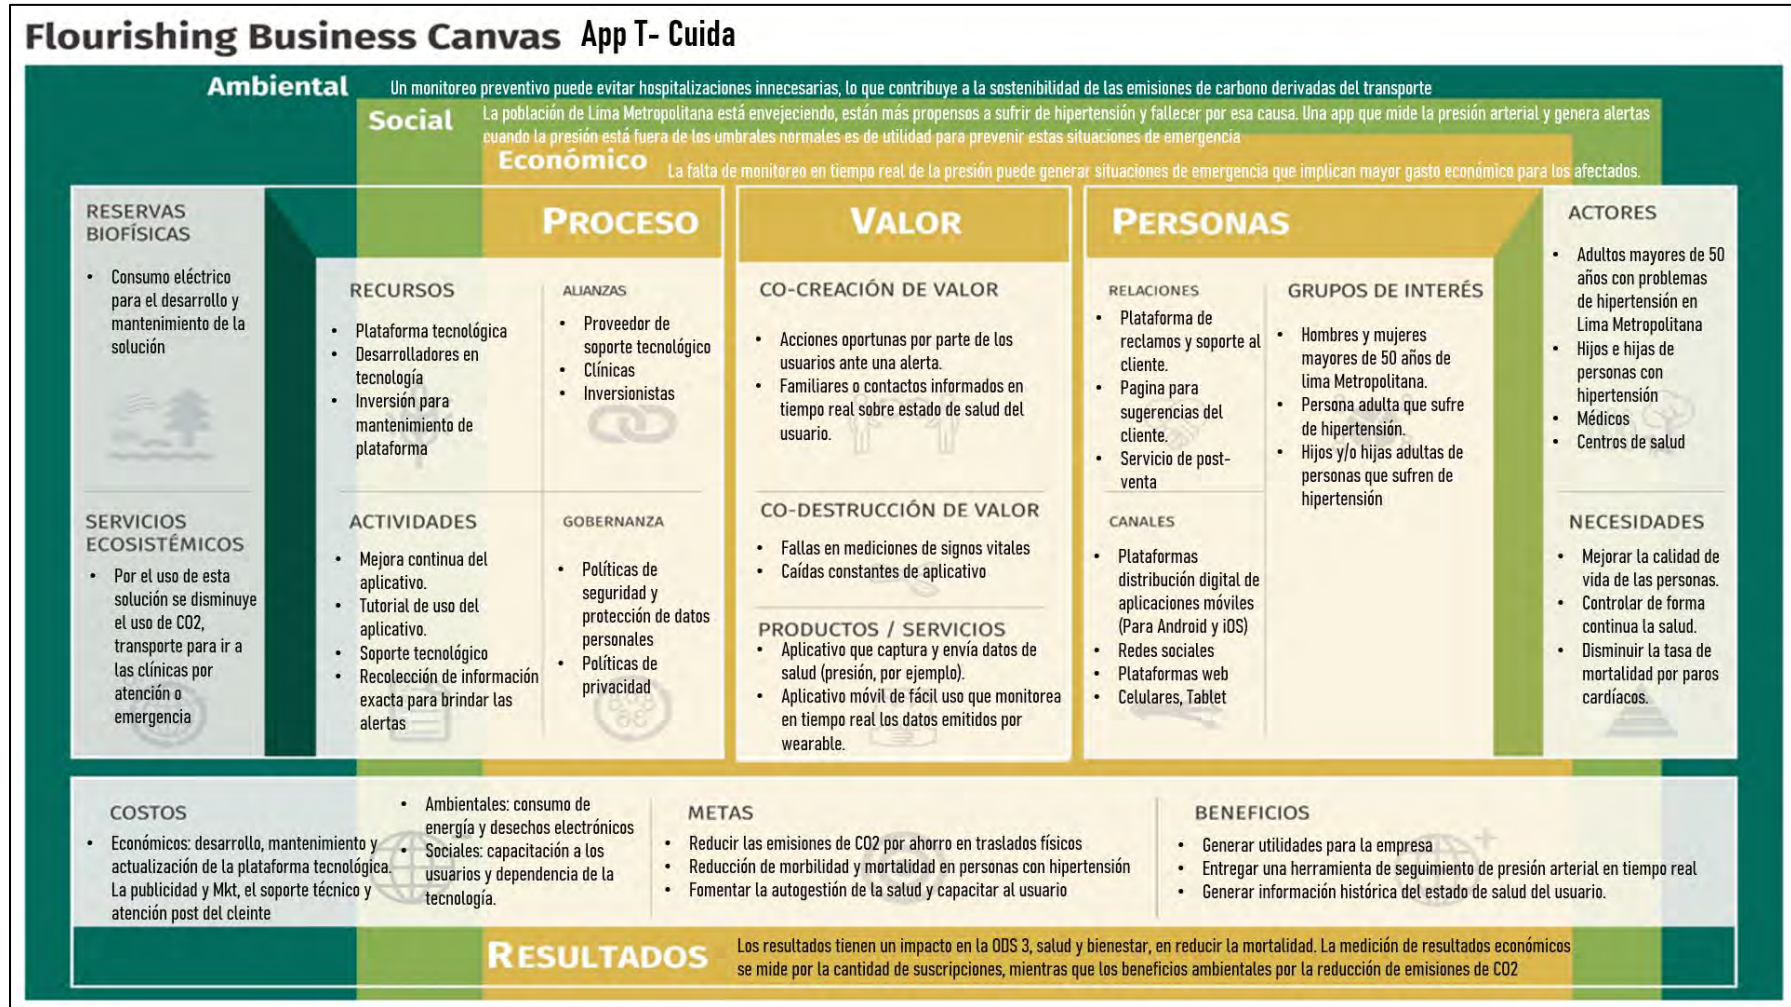 Flourishing Business Canvas App T- Cuida
Ambiental
Un monitoreo preventivo puede evitar hospitalizaciones innecesarias, lo que contribuye a la sostenibilidad de las emisiones de carbono derivadas del transporte
Social
La población de Lima Metropolitana está envejeciendo, están más propensos a sufrir de hipertensión y fallecer por esa causa. Una app que mide la presión arterial y genera alertas
cuando la presión está fuera de los umbrales normales es de utilidad para prevenir estas situaciones de emergencia
Económico
La falta de monitoreo en tiempo real de la presión puede generar situaciones de emergencia que implican mayor gasto económico para los afectados.
RESERVAS
BIOFÍSICAS
• Consumo eléctrico
para el desarrollo y
mantenimiento de la
solución
SERVICIOS
ECOSISTÉMICOS
• Por el uso de esta
solución se disminuye
el uso de CO2,
transporte para ir a
las clínicas por
atención o
emergencia
PROCESO
RECURSOS
• Plataforma tecnológica
• Desarrolladores en
tecnología
• Inversión para
mantenimiento de
plataforma
ALIANZAS
• Proveedor de
soporte tecnológico
• Clínicas
• Inversionistas
ACTIVIDADES
• Mejora continua del
aplicativo.
• Tutorial de uso del
aplicativo.
• Soporte tecnológico
• Recolección de información
exacta para brindar las
alertas
GOBERNANZA
• Políticas de
seguridad y
protección de datos
personales
• Políticas de
privacidad
VALOR
CO-CREACIÓN DE VALOR
• Acciones oportunas por parte de los
usuarios ante una alerta.
• Familiares o contactos informados en
tiempo real sobre estado de salud del
usuario.
CO-DESTRUCCIÓN DE VALOR
• Fallas en mediciones de signos vitales
• Caídas constantes de aplicativo
PRODUCTOS / SERVICIOS
• Aplicativo que captura y envía datos de
salud (presión, por ejemplo).
• Aplicativo móvil de fácil uso que monitorea
en tiempo real los datos emitidos por
wearable.
PERSONAS
RELACIONES
• Plataforma de
reclamos y soporte al
cliente.
• Pagina para
sugerencias del
cliente.
• Servicio de post-
venta
GRUPOS DE INTERÉS
• Hombres y mujeres
mayores de 50 años de
lima Metropolitana.
• Persona adulta que sufre
de hipertensión.
• Hijos y/o hijas adultas de
personas que sufren de
hipertensión
CANALES
• Plataformas
distribución digital de
aplicaciones móviles
(Para Android y iOS)
• Redes sociales
• Plataformas web
• Celulares, Tablet
ACTORES
• Adultos mayores de 50
años con problemas
de hipertensión en
Lima Metropolitana
• Hijos e hijas de
personas con
hipertensión
• Médicos
• Centros de salud
NECESIDADES
• Mejorar la calidad de
vida de las personas.
• Controlar de forma
continua la salud.
• Disminuir la tasa de
mortalidad por paros
cardíacos.
COSTOS
• Económicos: desarrollo, mantenimiento y
actualización de la plataforma tecnológica.
La publicidad y Mkt, el soporte técnico y
atención post del cleinte
• Ambientales: consumo de
energía y desechos electrónicos
• Sociales: capacitación a los
usuarios y dependencia de la
tecnología.
METAS
• Reducir las emisiones de CO2 por ahorro en traslados físicos
• Reducción de morbilidad y mortalidad en personas con hipertensión
• Fomentar la autogestión de la salud y capacitar al usuario
BENEFICIOS
• Generar utilidades para la empresa
• Entregar una herramienta de seguimiento de presión arterial en tiempo real
• Generar información histórica del estado de salud del usuario.
RESULTADOS
Los resultados tienen un impacto en la ODS 3, salud y bienestar, en reducir la mortalidad. La medición de resultados económicos
se mide por la cantidad de suscripciones, mientras que los beneficios ambientales por la reducción de emisiones de CO2